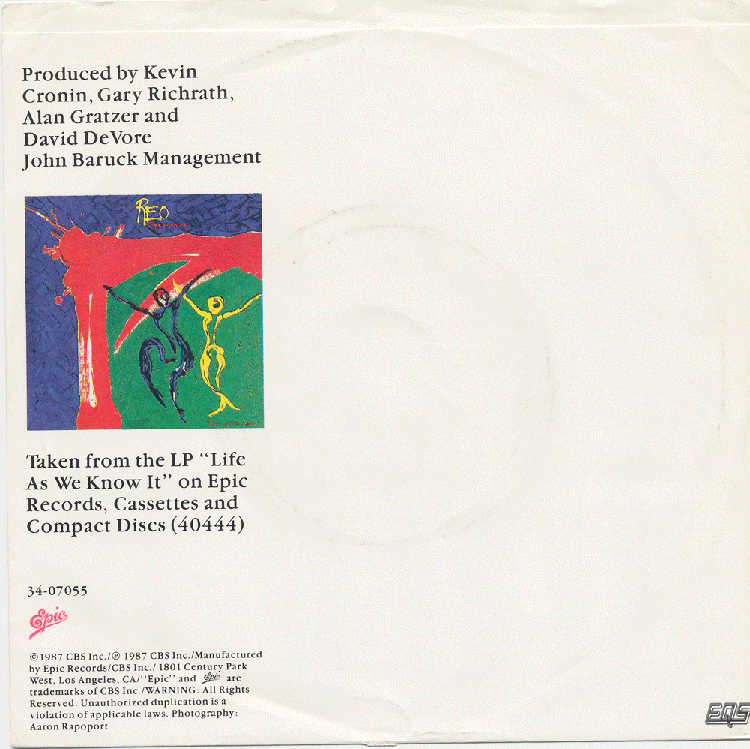 Produced by Kevin
Cronin, Gary Richrath,
Alan Gratzer and
David DeVore
John Baruck Management
REO
Taken from the LP “Life
As We Know It” on Epic
Records, Cassettes and
Compact Discs (40444)
34-07055
Epic
©1987 CBS Inc./℗ 1987 CBS Inc./Manufactured
by Epic Records/CBS Inc./ 1801 Century Park
West, Los Angeles, CA/"Epic" and Epic are
trademarks of CBS Inc./WARNING: All Rights
Reserved. Unauthorized duplication is a
violation of applicable laws. Photography:
Aaron Rapoport